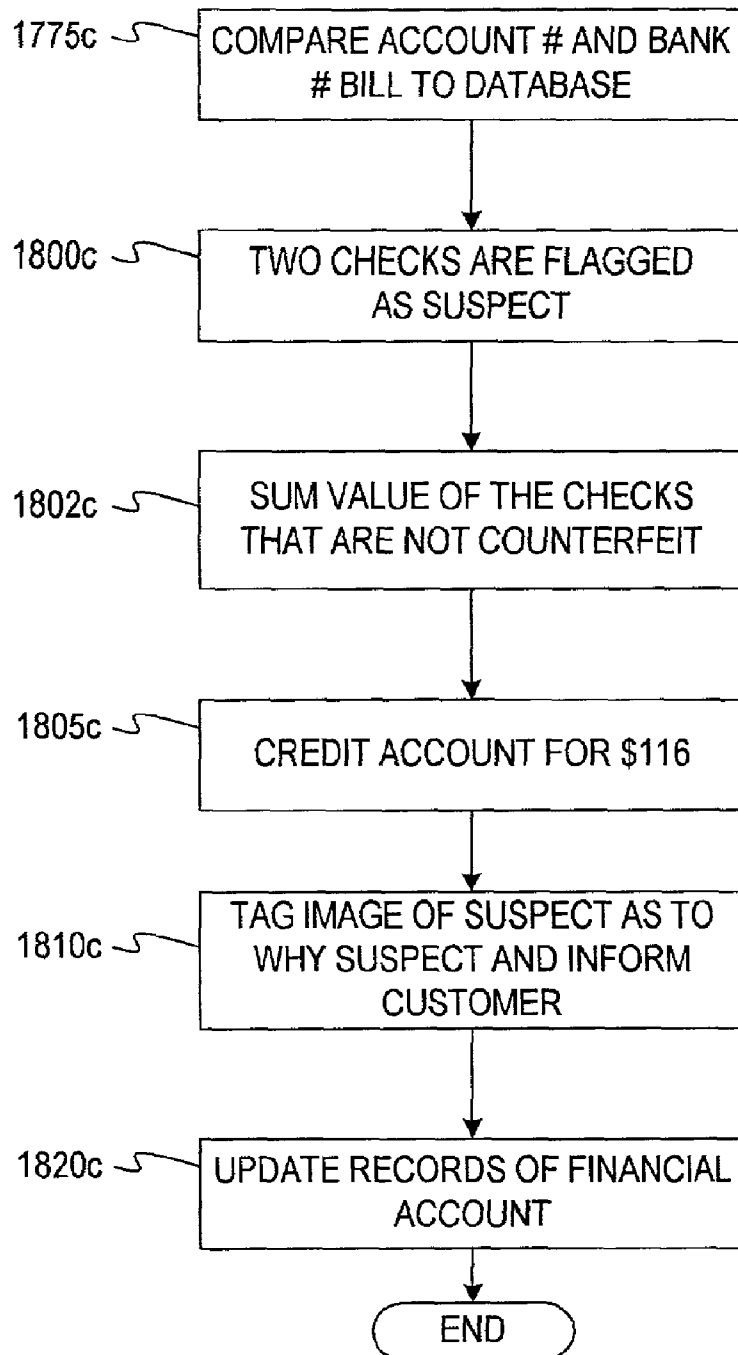 1775c
COMPARE ACCOUNT # AND BANK
# BILL TO DATABASE
1800c
TWO CHECKS ARE FLAGGED
AS SUSPECT
1802c
SUM VALUE OF THE CHECKS
THAT ARE NOT COUNTERFEIT
1805c
CREDIT ACCOUNT FOR $116
1810c
TAG IMAGE OF SUSPECT AS TO
WHY SUSPECT AND INFORM
CUSTOMER
1820c
UPDATE RECORDS OF FINANCIAL
ACCOUNT
END